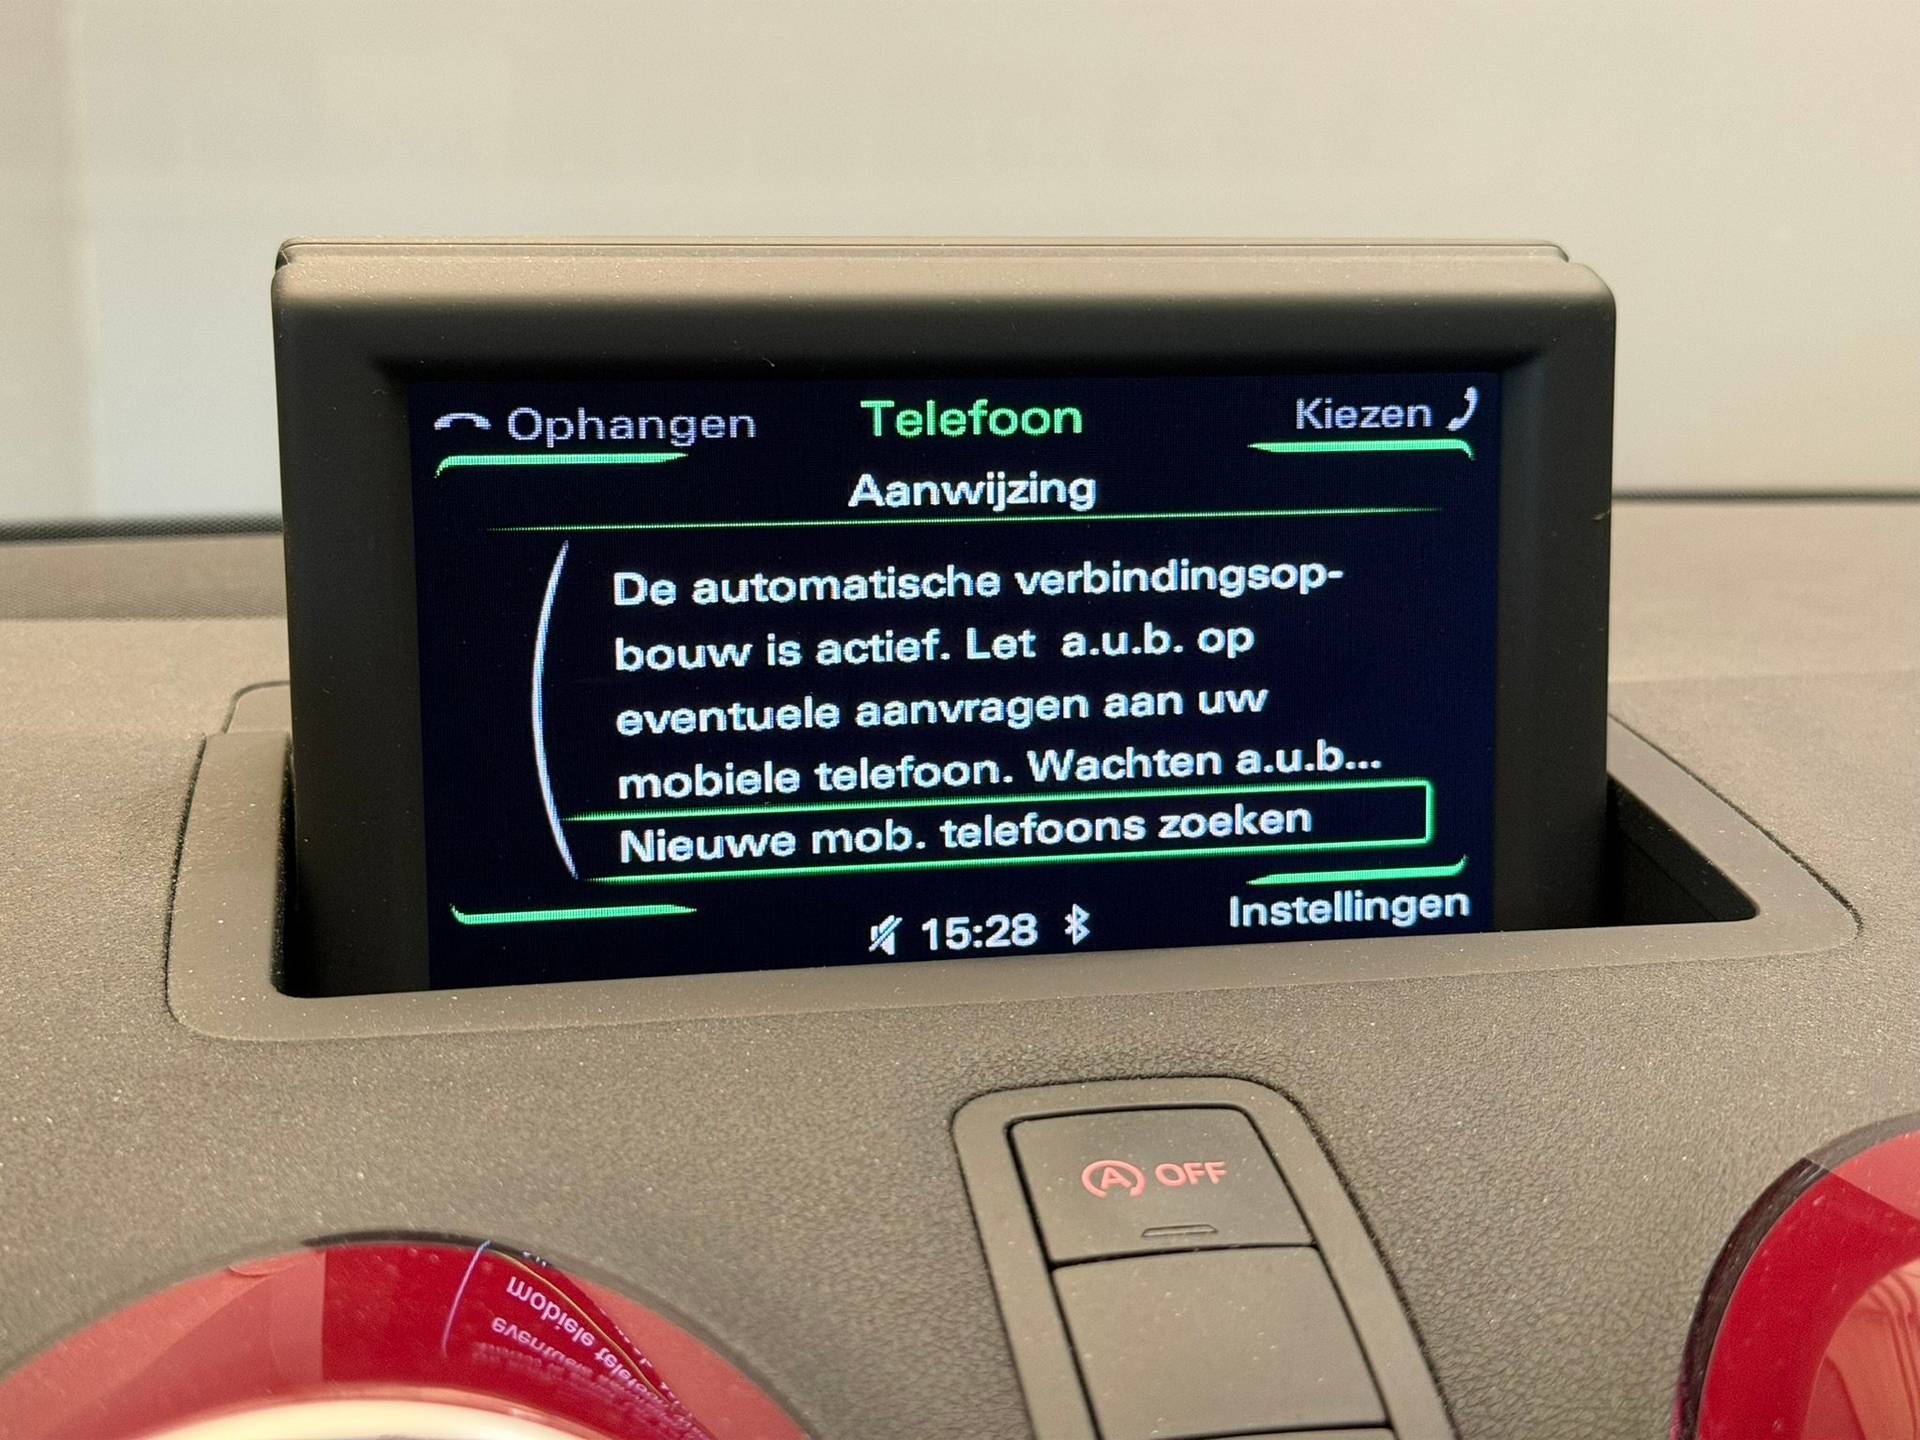 Ophangen Telefoon Kiezen
Aanwijzing
De automatische verbindingsop-
bouw is actief. Let a.u.b. op
eventuele aanvragen aan uw
mobiele telefoon. Wachten a.u.b...
Nieuwe mob. telefoons zoeken
Instellingen
15:28
A OFF